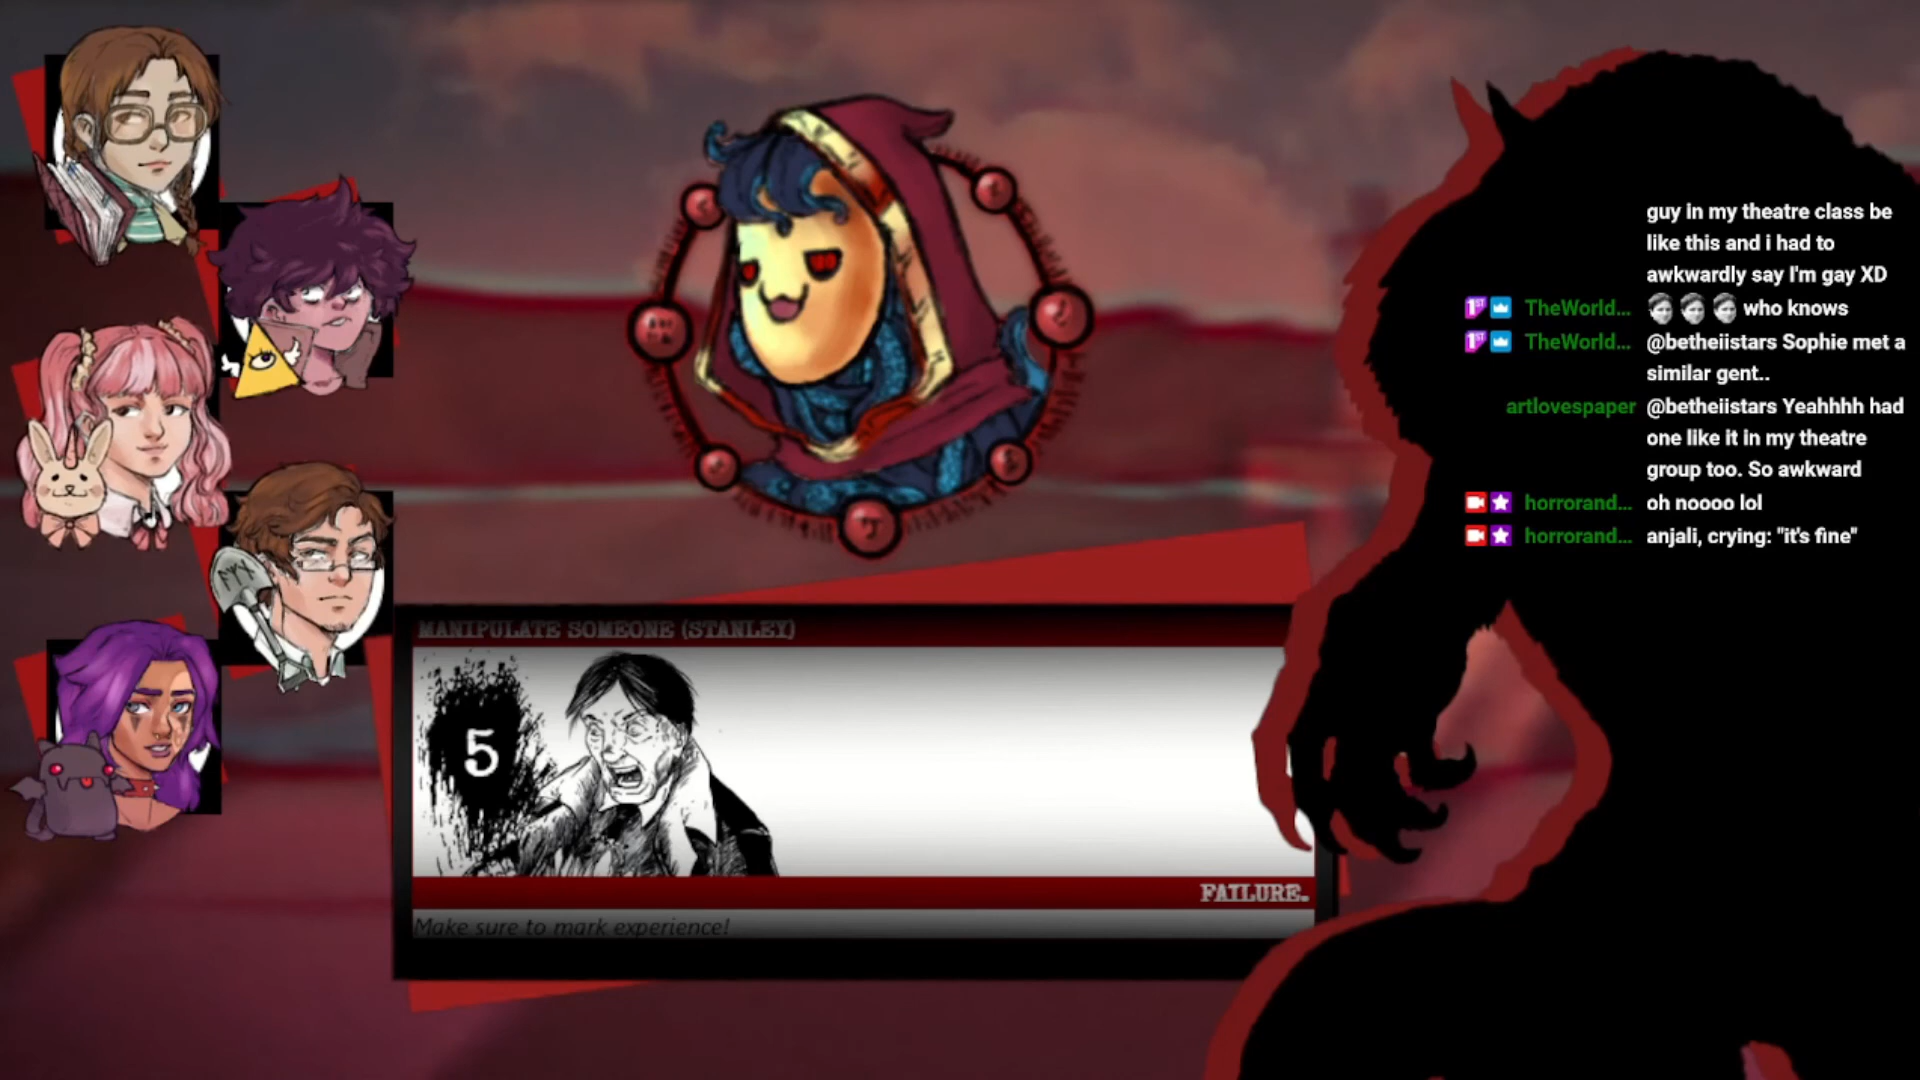 guy in my theatre class be
like this and i had to
awkwardly say I'm gay XD
TheWorld... who knows
TheWorld... @betheiistars Sophie met a
similar gent..
artlovespaper @betheiistars Yeahhhh had
one like it in my theatre
group too. So awkward
horrorand... oh noooo lol
horrorand... anjali, crying: "it's fine"
MANIPULATE SOMEONE (STANLEY)
5
FAILURE.
Make sure to mark experience!